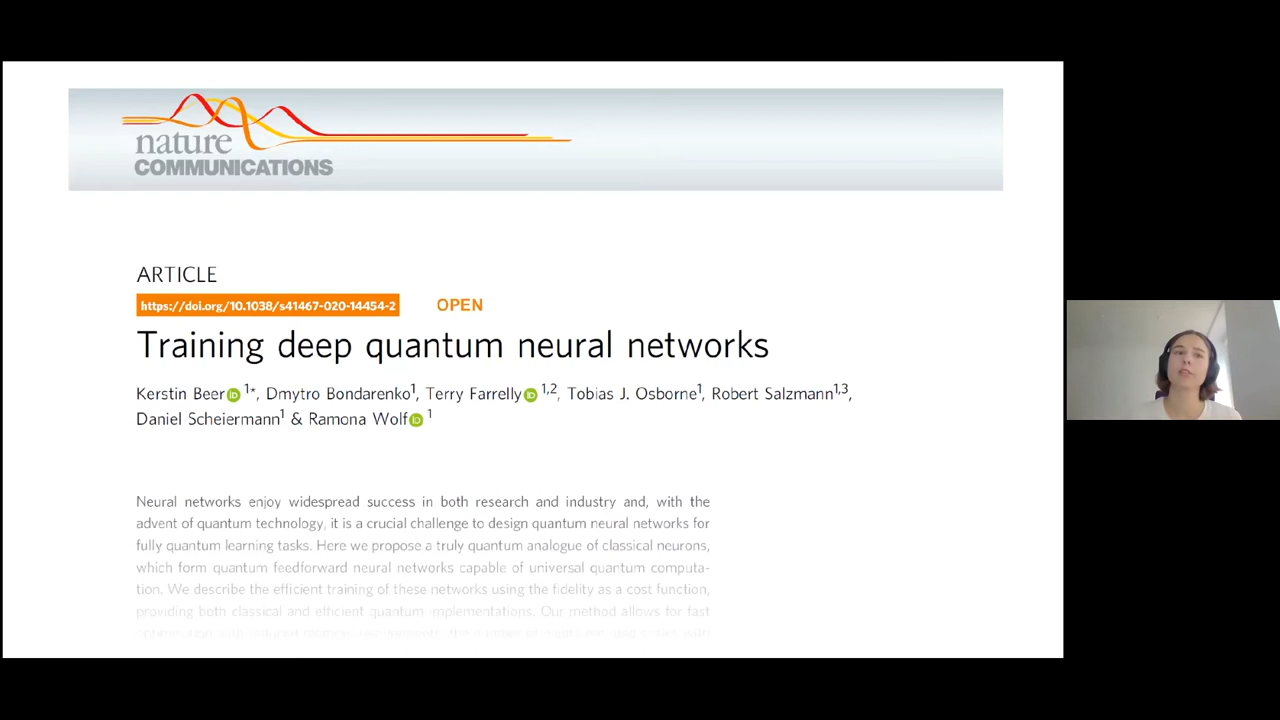 nature
COMMUNICATIONS
ARTICLE
https://doi.org/10.1038/s41467-020-14454-2 OPEN
Training deep quantum neural networks
Kerstin Beer 1*, Dmytro Bondarenko1, Terry Farrelly 1,2, Tobias J. Osborne1, Robert Salzmann1,3,
Daniel Scheiermann1 & Ramona Wolf 1
Neural networks enjoy widespread success in both research and industry and, with the
advent of quantum technology, it is a crucial challenge to design quantum neural networks for
fully quantum learning tasks. Here we propose a truly quantum analogue of classical neurons,
which form quantum feedforward neural networks capable of universal quantum computa-
tion. We describe the efficient training of these networks using the fidelity as a cost function,
providing both classical and efficient quantum implementations. Our method allows for fast